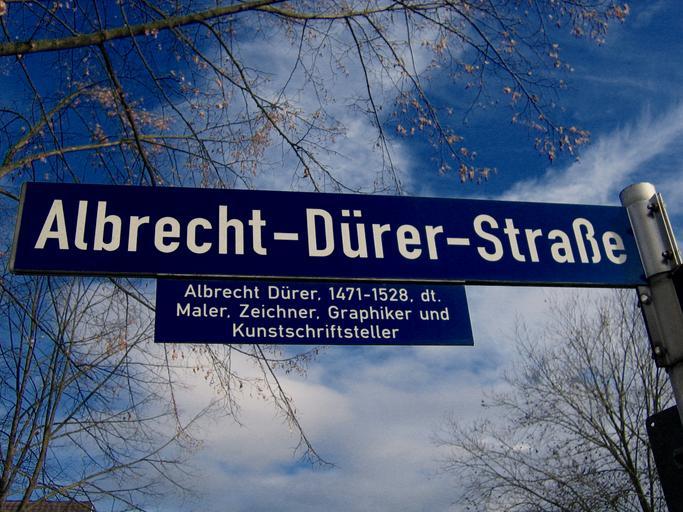 Albrecht-Dürer-Straße
Albrecht Dürer, 1471-1528, dt.
Maler, Zeichner, Graphiker und
Kunstschriftsteller